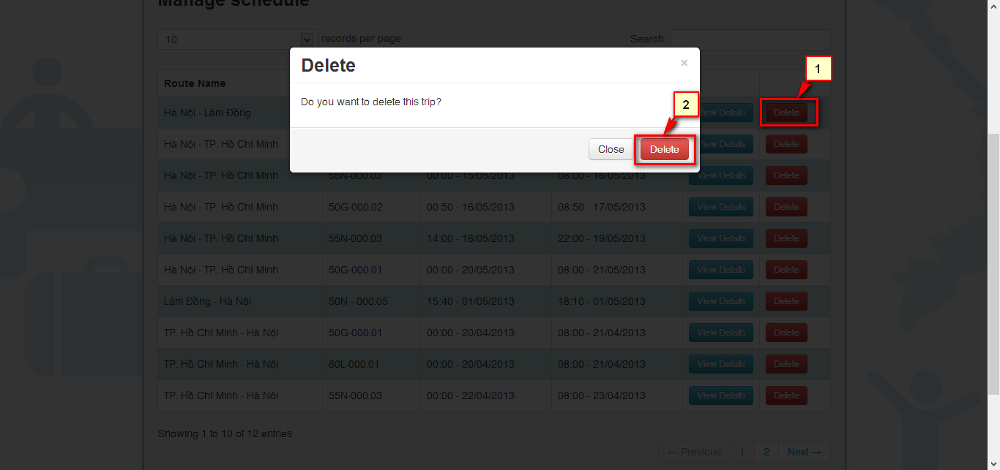 Manage schedule
10 records per page Search:
Delete ×
1
Route Name
Do you want to delete this trip?
2
Hà Nội - Lâm Đồng View Details Delete
Hà Nội - TP. Hồ Chí Minh View Details Delete
Close Delete
Hà Nội - TP. Hồ Chí Minh 55N-000.03 00:00 - 15/05/2013 08:00 - 16/05/2013 View Details Delete
Hà Nội - TP. Hồ Chí Minh 50G-000.02 00:50 - 16/05/2013 08:50 - 17/05/2013 View Details Delete
Hà Nội - TP. Hồ Chí Minh 55N-000.03 14:00 - 18/05/2013 22:00 - 19/05/2013 View Details Delete
Hà Nội - TP. Hồ Chí Minh 50G-000.01 00:00 - 20/05/2013 08:00 - 21/05/2013 View Details Delete
Lâm Đồng - Hà Nội 50N - 000.05 15:40 - 01/05/2013 18:10 - 01/05/2013 View Details Delete
TP. Hồ Chí Minh - Hà Nội 50G-000.01 00:00 - 20/04/2013 08:00 - 21/04/2013 View Details Delete
TP. Hồ Chí Minh - Hà Nội 60L-000.01 00:00 - 20/04/2013 08:00 - 21/04/2013 View Details Delete
TP. Hồ Chí Minh - Hà Nội 55N-000.03 00:00 - 22/04/2013 08:00 - 23/04/2013 View Details Delete
Showing 1 to 10 of 12 entries
← Previous 1 2 Next →